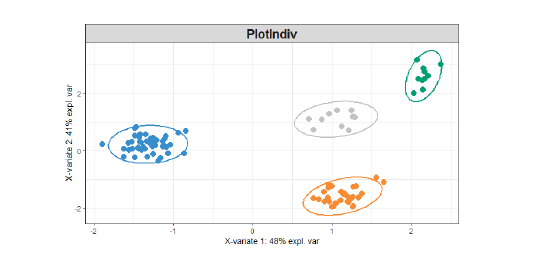 PlotIndiv
X-variate 2: 41% expl. var
2
0
-2
-2
-1
0
1
2
X-variate 1: 48% expl. var